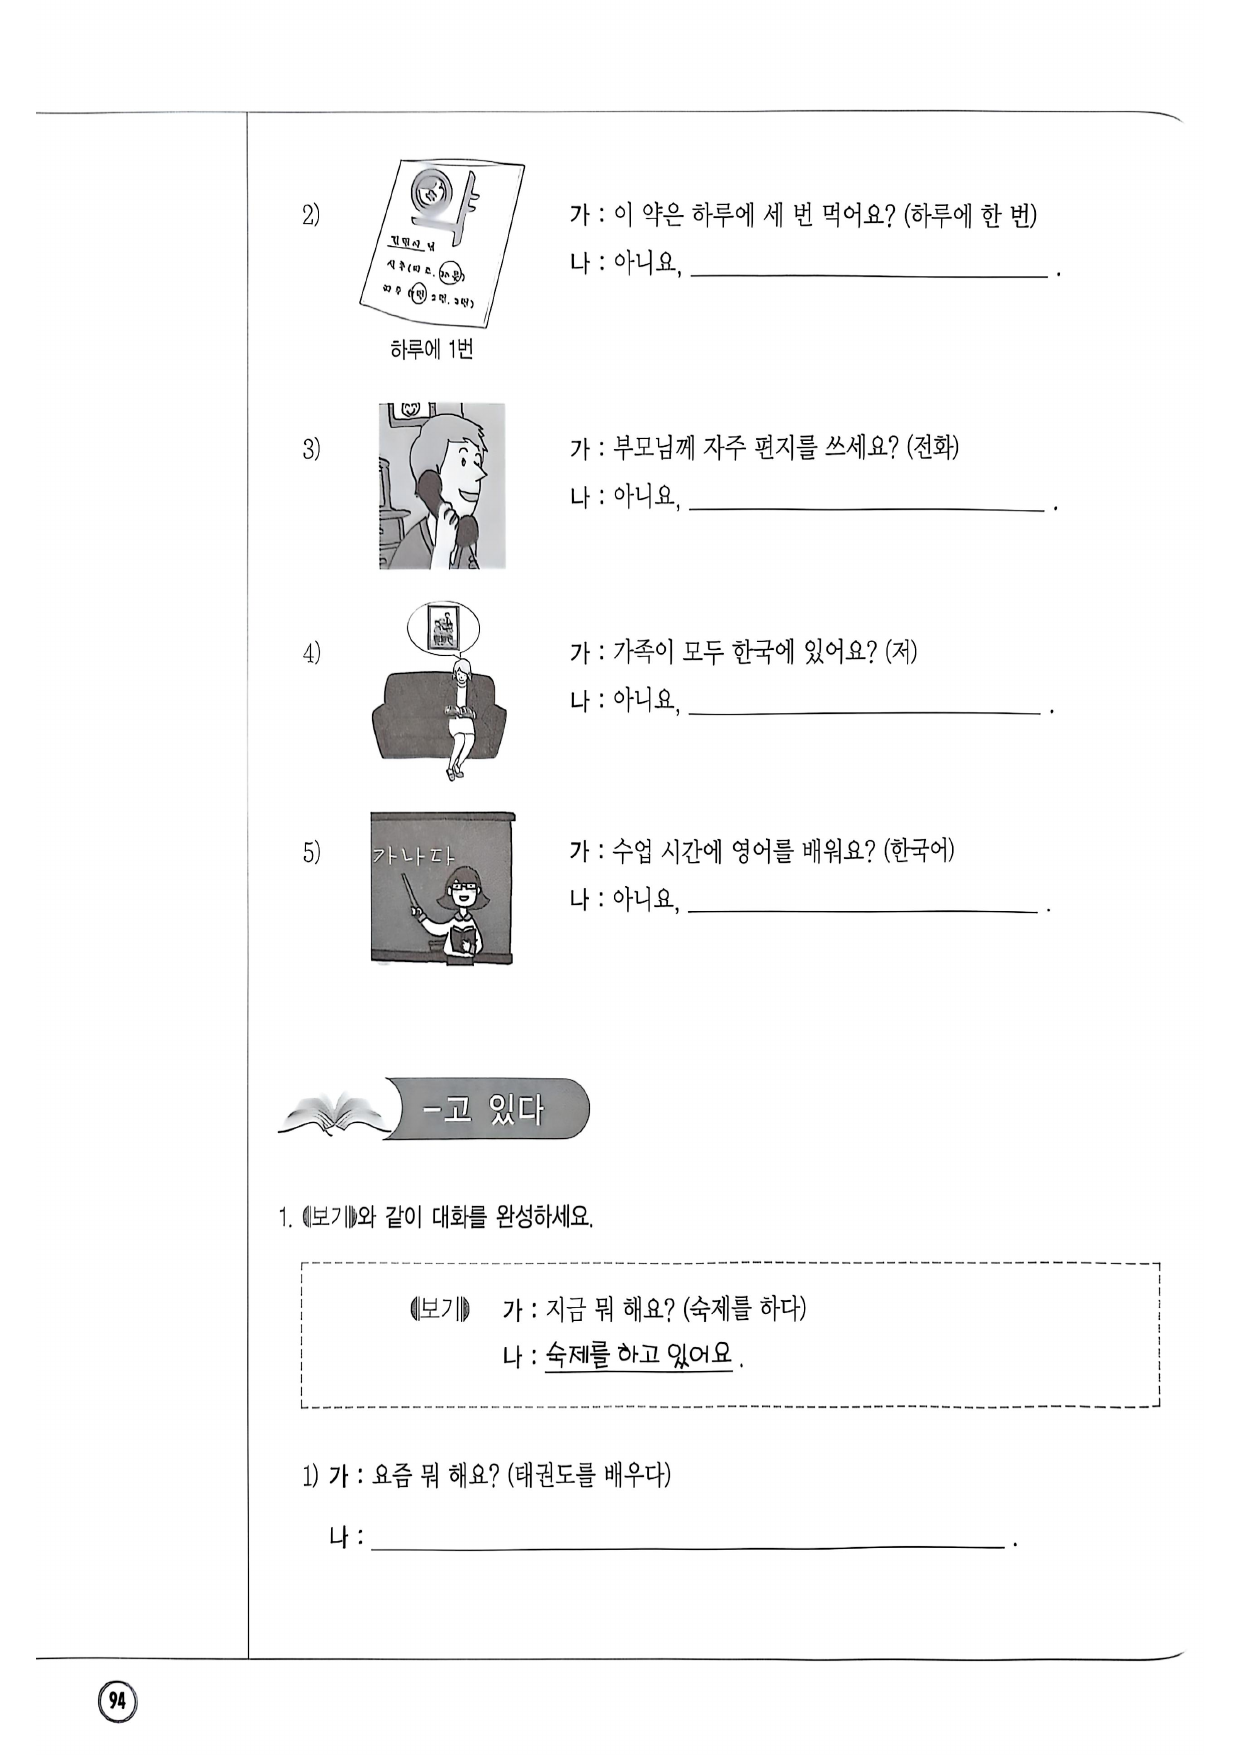 2)
약
가 : 이 약은 하루에 세 번 먹어요? (하루에 한 번)
나 : 아니요, .
하루에 1번
3)
가 : 부모님께 자주 편지를 쓰세요? (전화)
나 : 아니요, .
4)
가 : 가족이 모두 한국에 있어요? (저)
나 : 아니요, .
5)
가나다
가 : 수업 시간에 영어를 배워요? (한국어)
나 : 아니요, .
-고 있다
1. 《보기》와 같이 대화를 완성하세요.
《보기》 가 : 지금 뭐 해요? (숙제를 하다)
나 : 숙제를 하고 있어요 .
1) 가 : 요즘 뭐 해요? (태권도를 배우다)
나 : .
94